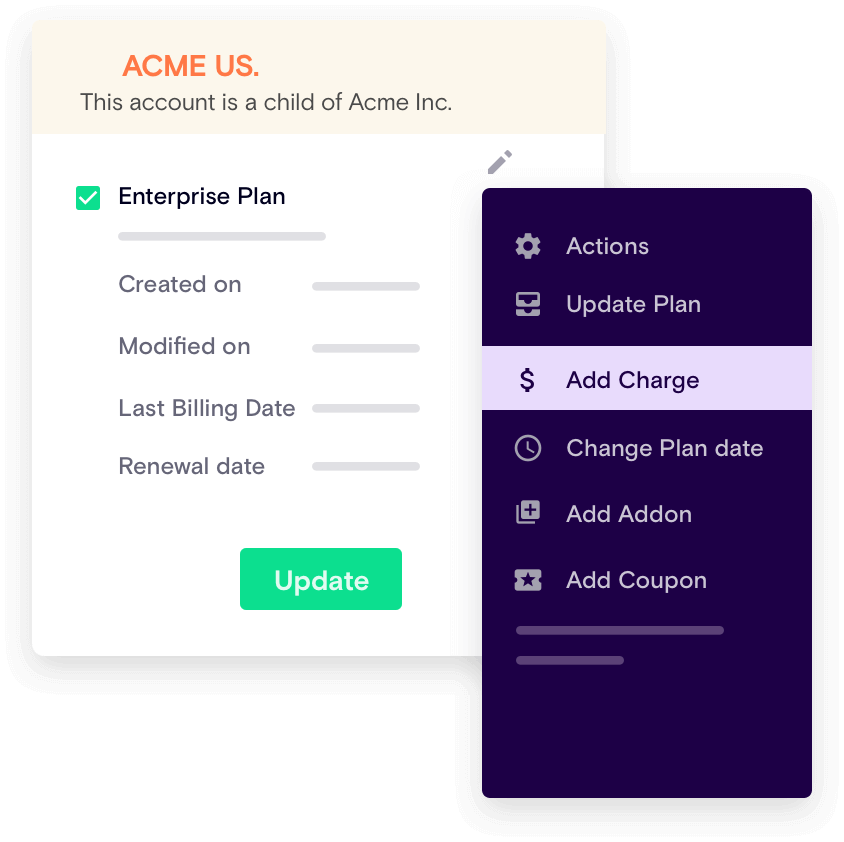 ACME US.
This account is a child of Acme Inc.
Enterprise Plan
Created on
Modified on
Last Billing Date
Renewal date
Update
Actions
Update Plan
$ Add Charge
Change Plan date
Add Addon
Add Coupon